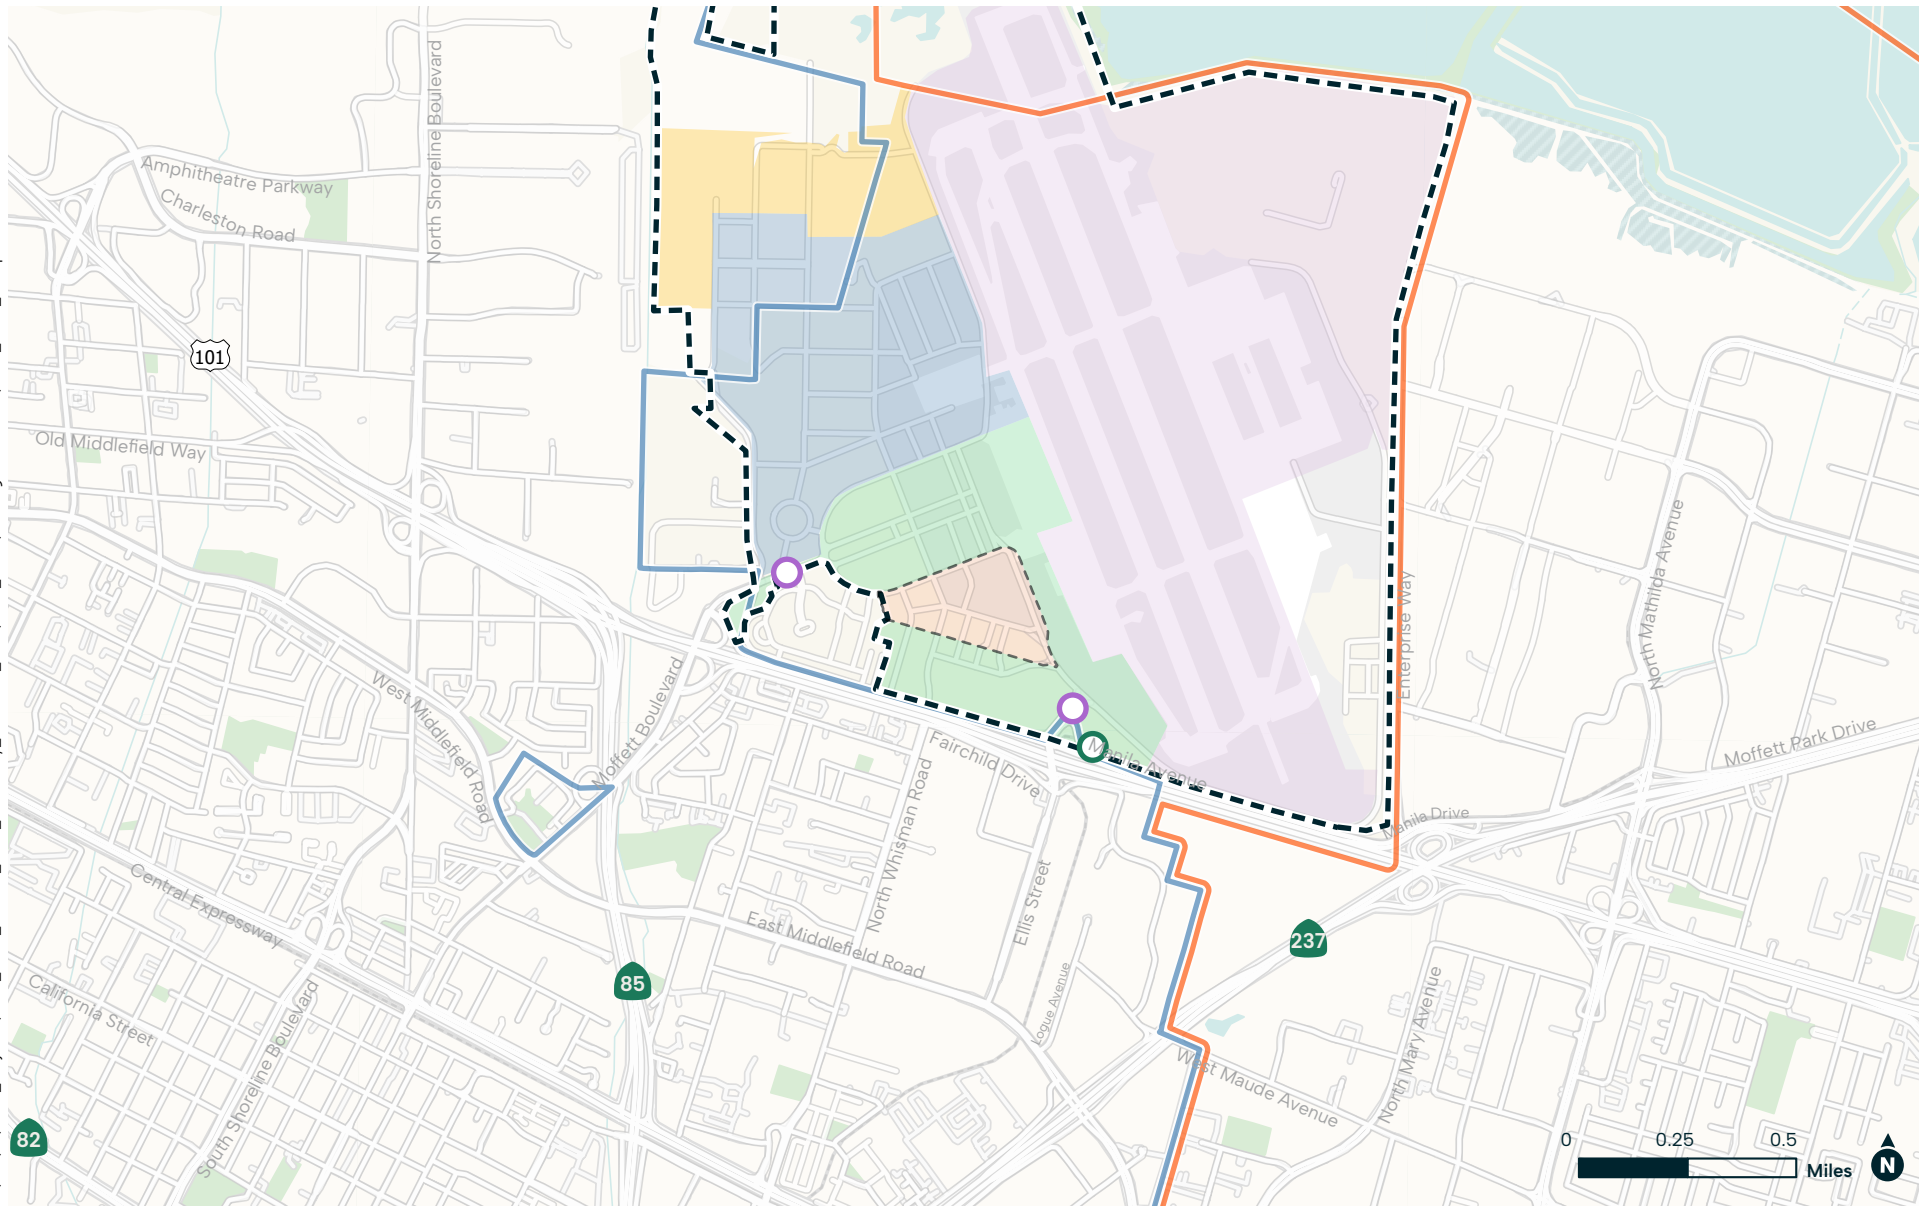 North Shoreline Boulevard
Amphitheatre Parkway
Charleston Road
101
Old Middlefield Way
North Mathilda Avenue
Enterprise Way
West Middlefield Road
Moffett Boulevard
Fairchild Drive
Manila Avenue
Moffett Park Drive
Manila Drive
North Whisman Road
Ellis Street
Central Expressway
East Middlefield Road
237
85
Logue Avenue
California Street
South Shoreline Boulevard
North Mary Avenue
West Maude Avenue
82
0 0.25 0.5
Miles
N